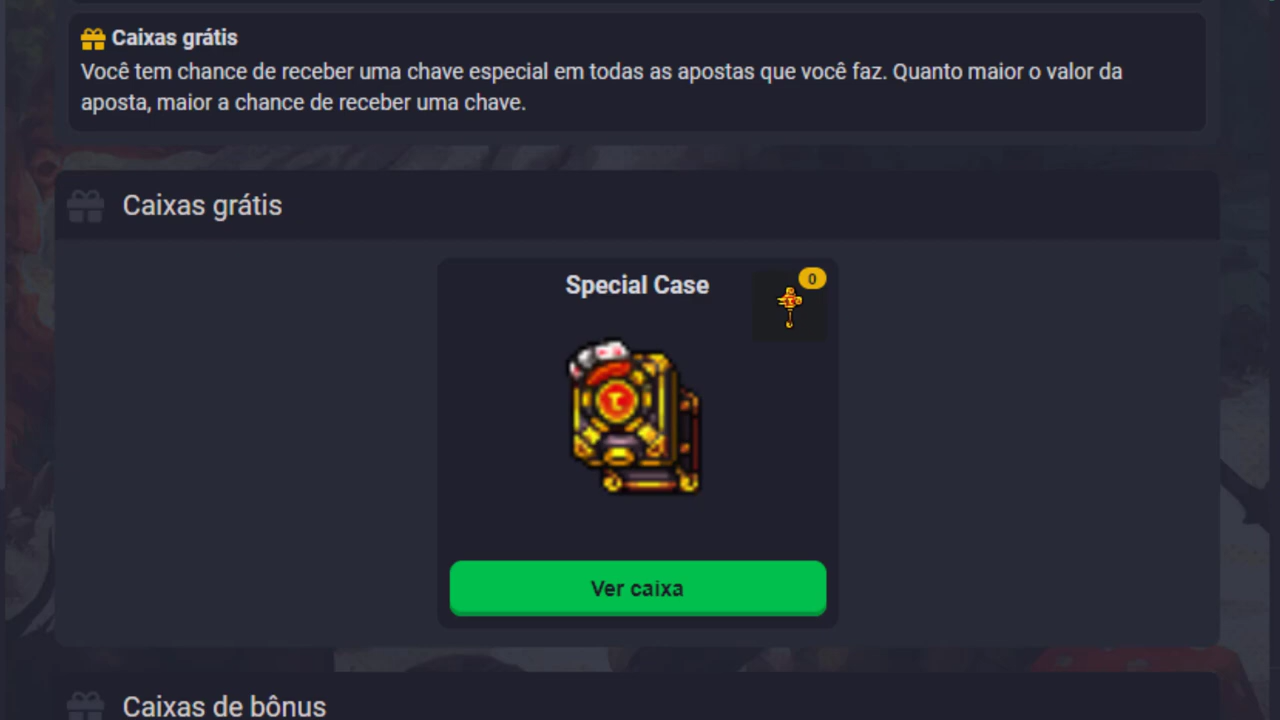 Caixas grátis
Você tem chance de receber uma chave especial em todas as apostas que você faz. Quanto maior o valor da
aposta, maior a chance de receber uma chave.
Caixas grátis
Special Case
0
Ver caixa
Caixas de bônus